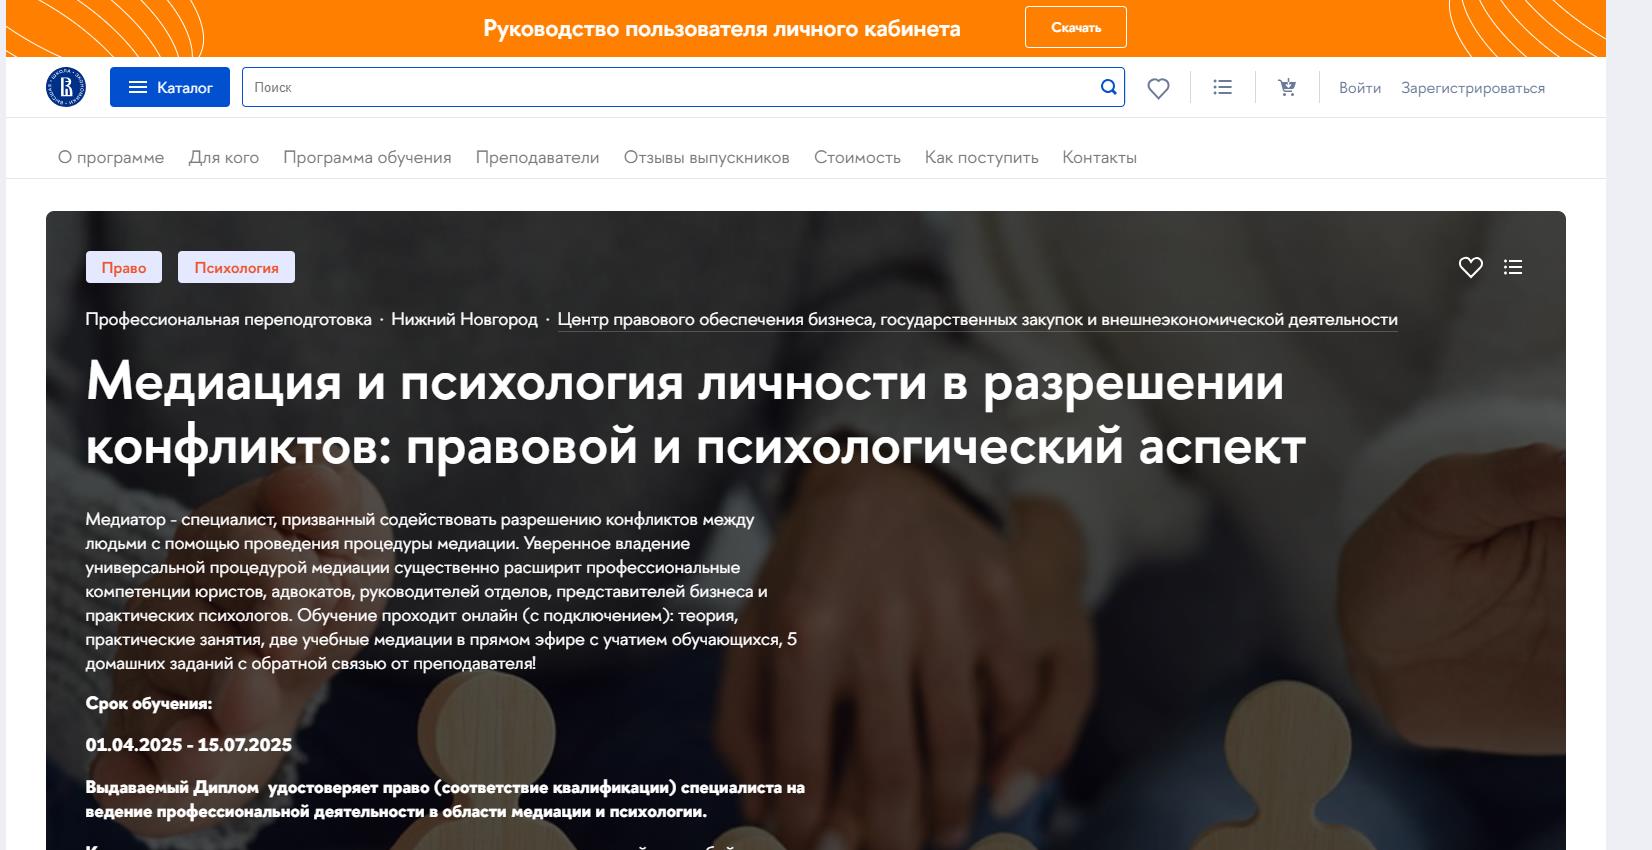 Руководство пользователя личного кабинета
Скачать
Каталог
Поиск
Войти
Зарегистрироваться
О программе
Для кого
Программа обучения
Преподаватели
Отзывы выпускников
Стоимость
Как поступить
Контакты
Право
Психология
Профессиональная переподготовка · Нижний Новгород · Центр правового обеспечения бизнеса, государственных закупок и внешнеэкономической деятельности
Медиация и психология личности в разрешении
конфликтов: правовой и психологический аспект
Медиатор - специалист, призванный содействовать разрешению конфликтов между
людьми с помощью проведения процедуры медиации. Уверенное владение
универсальной процедурой медиации существенно расширит профессиональные
компетенции юристов, адвокатов, руководителей отделов, представителей бизнеса и
практических психологов. Обучение проходит онлайн (с подключением): теория,
практические занятия, две учебные медиации в прямом эфире с учатием обучающихся, 5
домашних заданий с обратной связью от преподавателя!
Срок обучения:
01.04.2025 - 15.07.2025
Выдаваемый Диплом  удостоверяет право (соответствие квалификации) специалиста на
ведение профессиональной деятельности в области медиации и психологии.